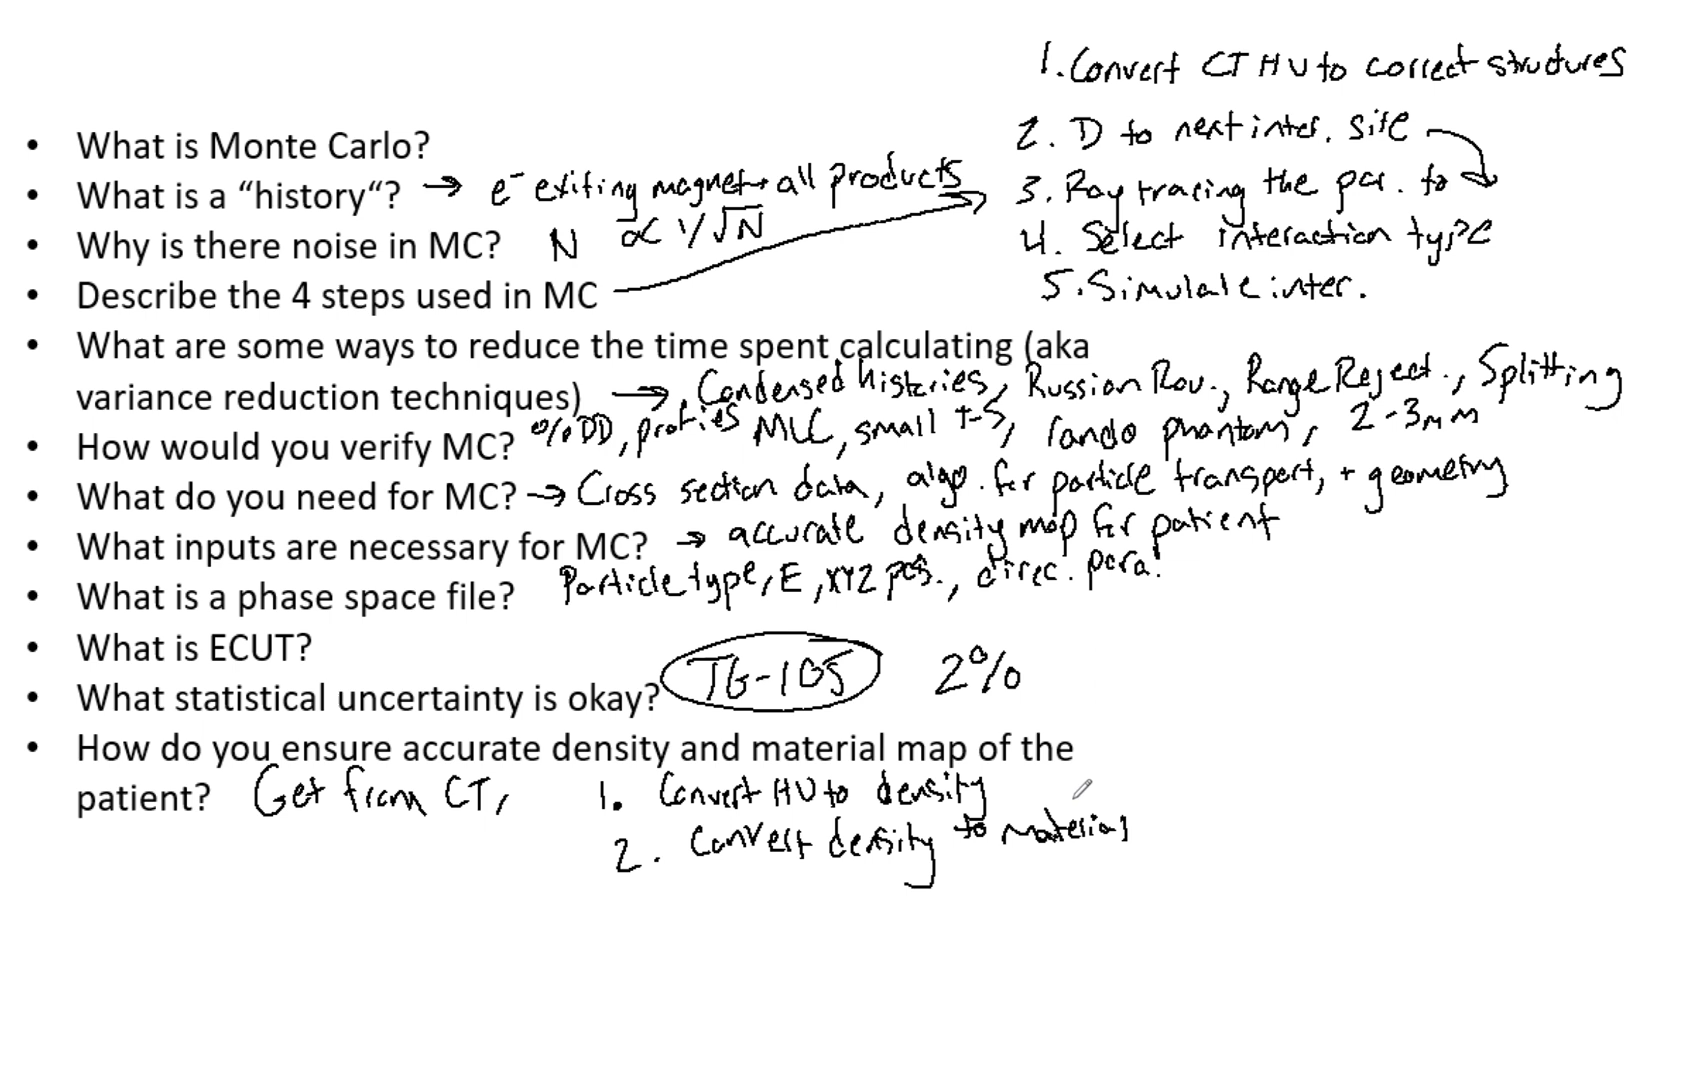 1. Convert CT HU to correct structures
2. D to next inter. site
• What is Monte Carlo?
• What is a “history“? → e⁻ exiting magnet + all products
3. Ray tracing the par. to
• Why is there noise in MC? N ∝ 1/√N
4. Select interaction type
• Describe the 4 steps used in MC
5. Simulate inter.
• What are some ways to reduce the time spent calculating (aka
variance reduction techniques) → Condensed histories, Russian Rou., Range Reject., Splitting
• How would you verify MC? %DD, profiles MLC, small f-s, rando phantom, 2-3mm
• What do you need for MC? → Cross section data, algo. for particle transport, + geometry
• What inputs are necessary for MC? → accurate density map for patient
• What is a phase space file? Particle type, E, XYZ pos., direc. para.
• What is ECUT?
• What statistical uncertainty is okay? TG-105 2%
• How do you ensure accurate density and material map of the
patient? Get from CT, 1. Convert HU to density
2. Convert density to material